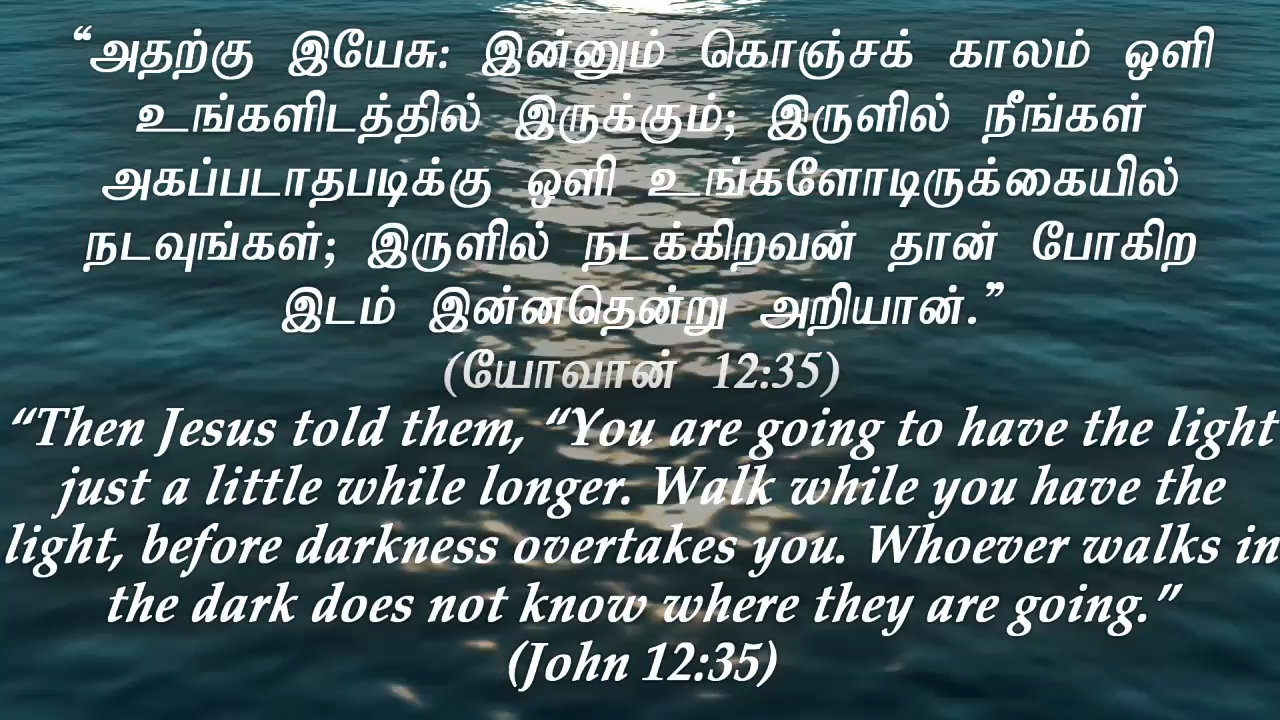 “அதற்கு இயேசு: இன்னும் கொஞ்சக் காலம் ஒளி
உங்களிடத்தில் இருக்கும்; இருளில் நீங்கள்
அகப்படாதபடிக்கு ஒளி உங்களோடிருக்கையில்
நடவுங்கள்; இருளில் நடக்கிறவன் தான் போகிற
இடம் இன்னதென்று அறியான்.”
(யோவான் 12:35)
“Then Jesus told them, “You are going to have the light
just a little while longer. Walk while you have the
light, before darkness overtakes you. Whoever walks in
the dark does not know where they are going.”
(John 12:35)